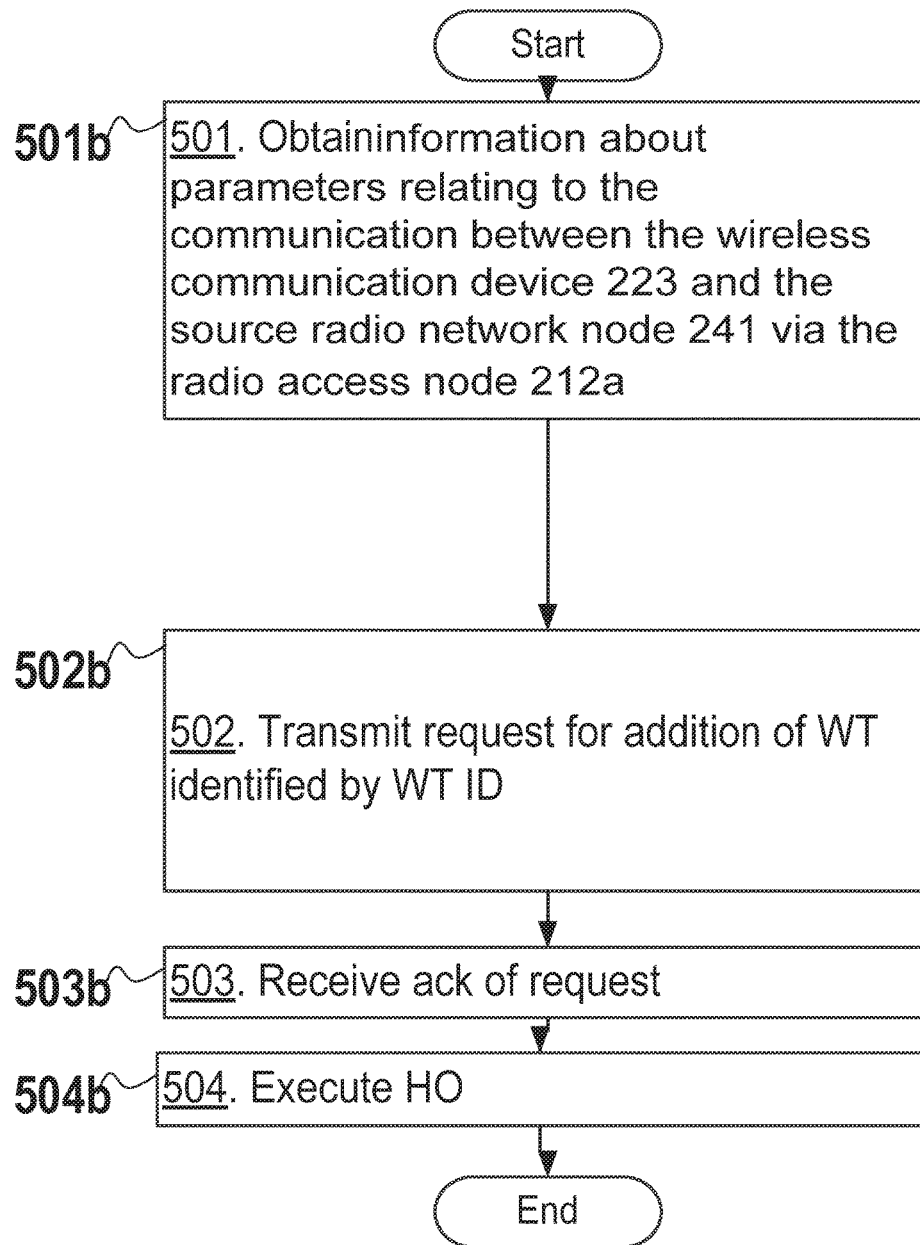 Start
501b
501. Obtaininformation about
parameters relating to the
communication between the wireless
communication device 223 and the
source radio network node 241 via the
radio access node 212a
502b
502. Transmit request for addition of WT
identified by WT ID
503b
503. Receive ack of request
504b
504. Execute HO
End